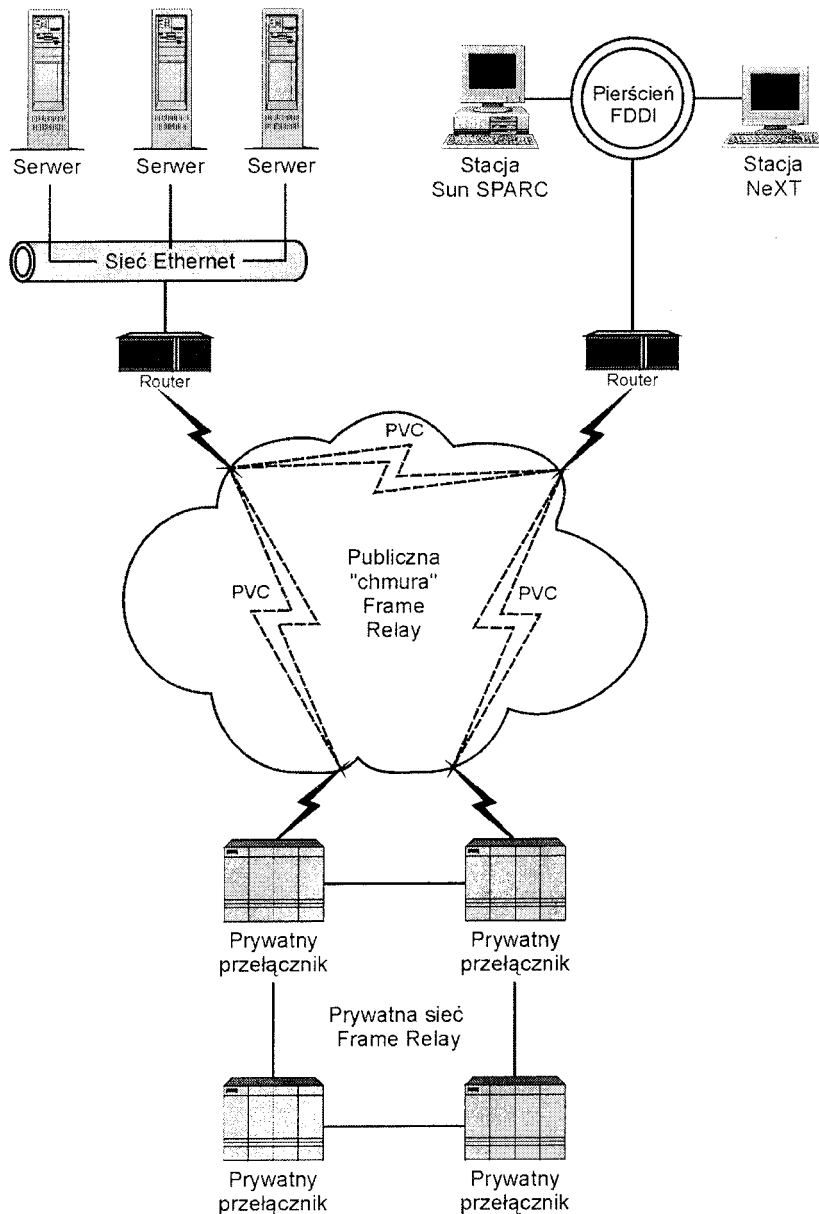 Serwer
Serwer
Serwer
Sieć Ethernet
Router
Pierścień
FDDI
Stacja
Sun SPARC
Stacja
NeXT
Router
PVC
PVC
PVC
Publiczna
"chmura"
Frame
Relay
Prywatny
przełącznik
Prywatny
przełącznik
Prywatna sieć
Frame Relay
Prywatny
przełącznik
Prywatny
przełącznik